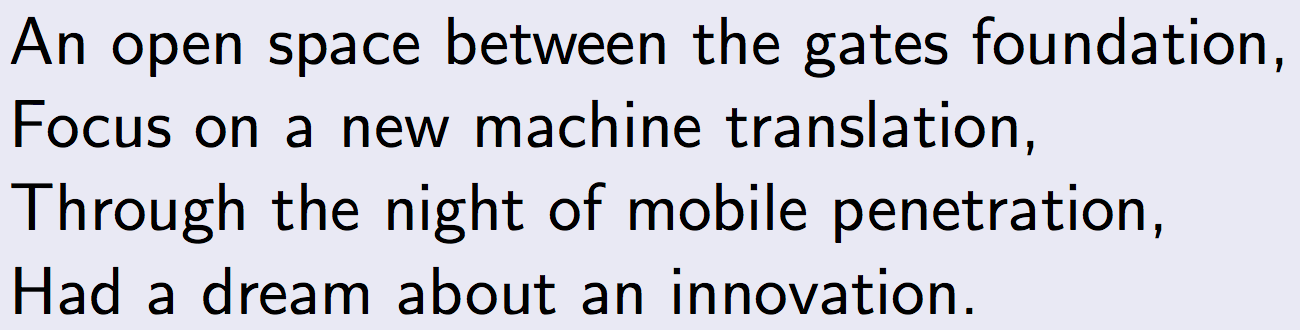 An open space between the gates foundation,
Focus on a new machine translation,
Through the night of mobile penetration,
Had a dream about an innovation.